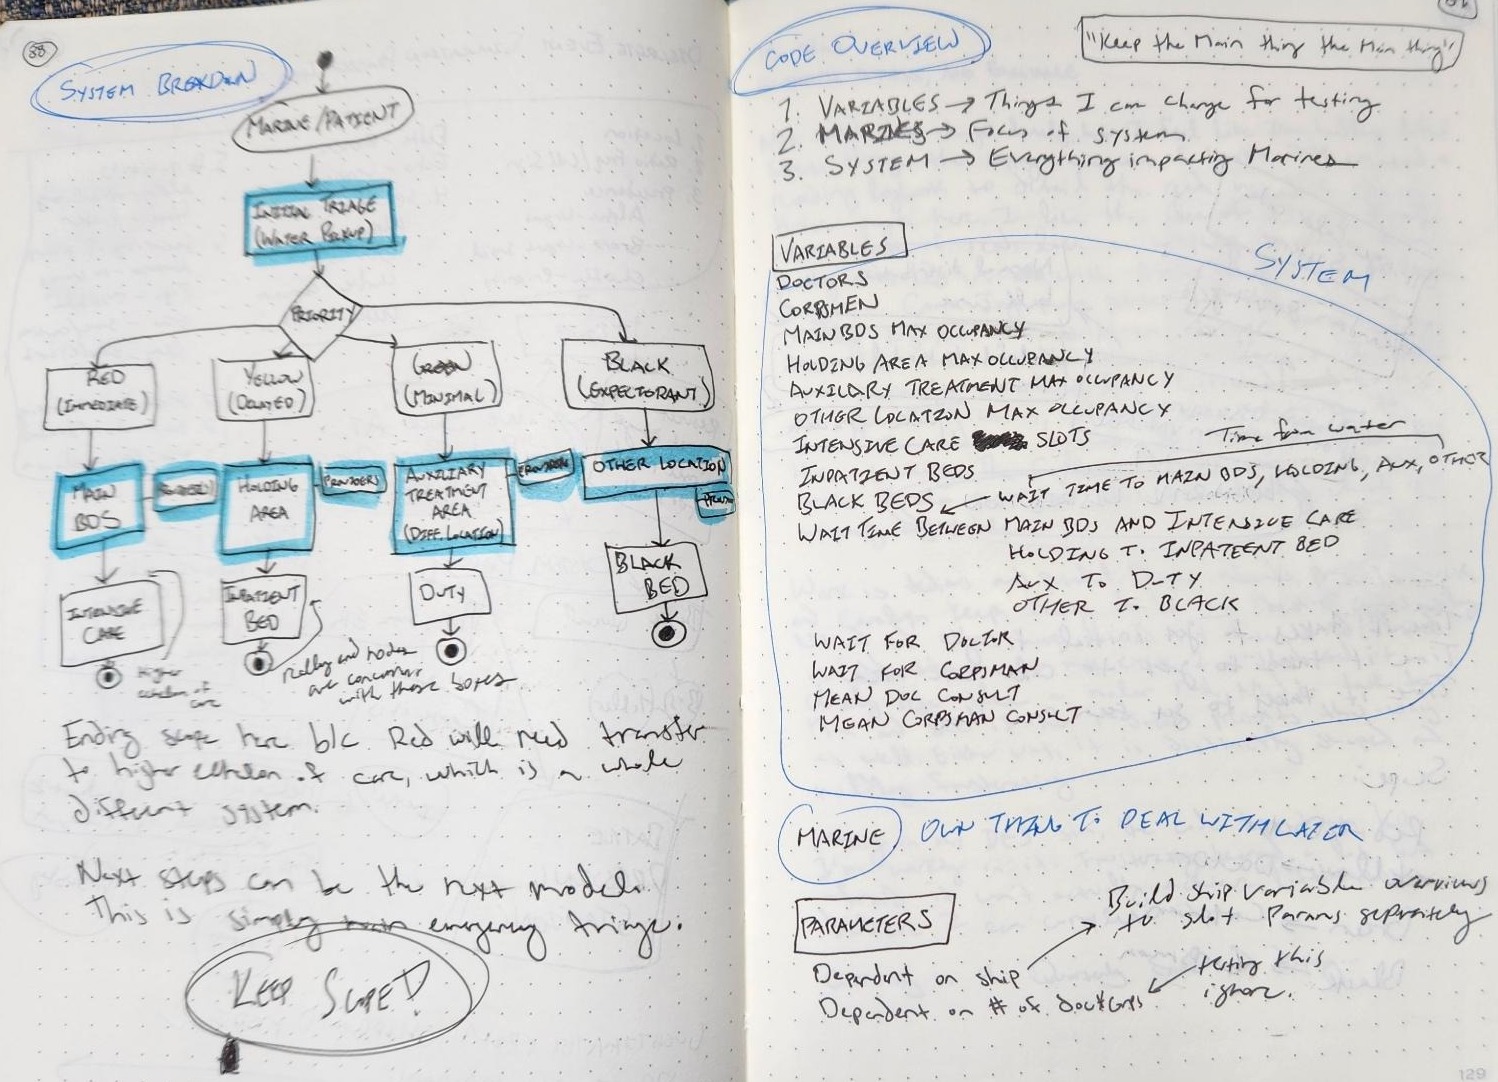 88
SYSTEM BREAKDOWN
MARINE/PATIENT
INITIAL TRIAGE
(WATER PICKUP)
PRIORITY
RED
(IMMEDIATE)
YELLOW
(DELAYED)
GREEN
(MINIMAL)
BLACK
(EXPECTORANT)
MAIN
BDS
PROVIDERS
HOLDING
AREA
PROVIDERS
AUXILIARY
TREATMENT
AREA
(DIFF. LOCATION)
PROVIDERS
OTHER LOCATION
INTENSIVE
CARE
INPATIENT
BED
DUTY
BLACK
BED
Higher
echelon of
care
and nodes
are concurrent
with those boxes
Ending scope here b/c Red will need transfer
to higher echelon of care, which is a whole
different system.
Next steps can be the next model.
This is simply emergency triage.
KEEP SCOPE!
CODE OVERVIEW
"Keep the Main thing the Main thing"
1. VARIABLES → Things I can change for testing
2. MARINES → Focus of system
3. SYSTEM → Everything impacting Marines
VARIABLES
SYSTEM
DOCTORS
CORPSMEN
MAIN BDS MAX OCCUPANCY
HOLDING AREA MAX OCCUPANCY
AUXILARY TREATMENT MAX OCCUPANCY
OTHER LOCATION MAX OCCUPANCY
INTENSIVE CARE SLOTS
Time from water
INPATIENT BEDS
BLACK BEDS ← WAIT TIME TO MAIN BDS, HOLDING, AUX, OTHER
WAIT TIME BETWEEN MAIN BDS AND INTENSIVE CARE
HOLDING TO INPATEENT BED
AUX TO DUTY
OTHER TO BLACK
WAIT FOR DOCTOR
WAIT FOR CORPSMAN
MEAN DOC CONSULT
MEAN CORPSMAN CONSULT
MARINE OWN THING TO DEAL WITH LATER
PARAMETERS
Build ship variable overviews
to slot params seperately
Dependent on ship
Dependent on # of doc/corps
testing this
ignore.
129